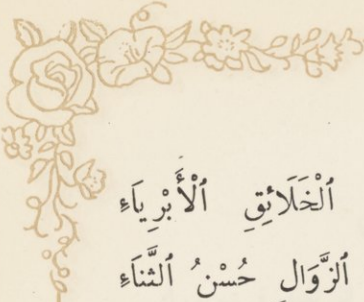 ٱلْخَلَائِقِ ٱلْأَبْرِيَاءِ
ٱلزَّوَالِ حُسْنُ ٱلثَّنَاءِ